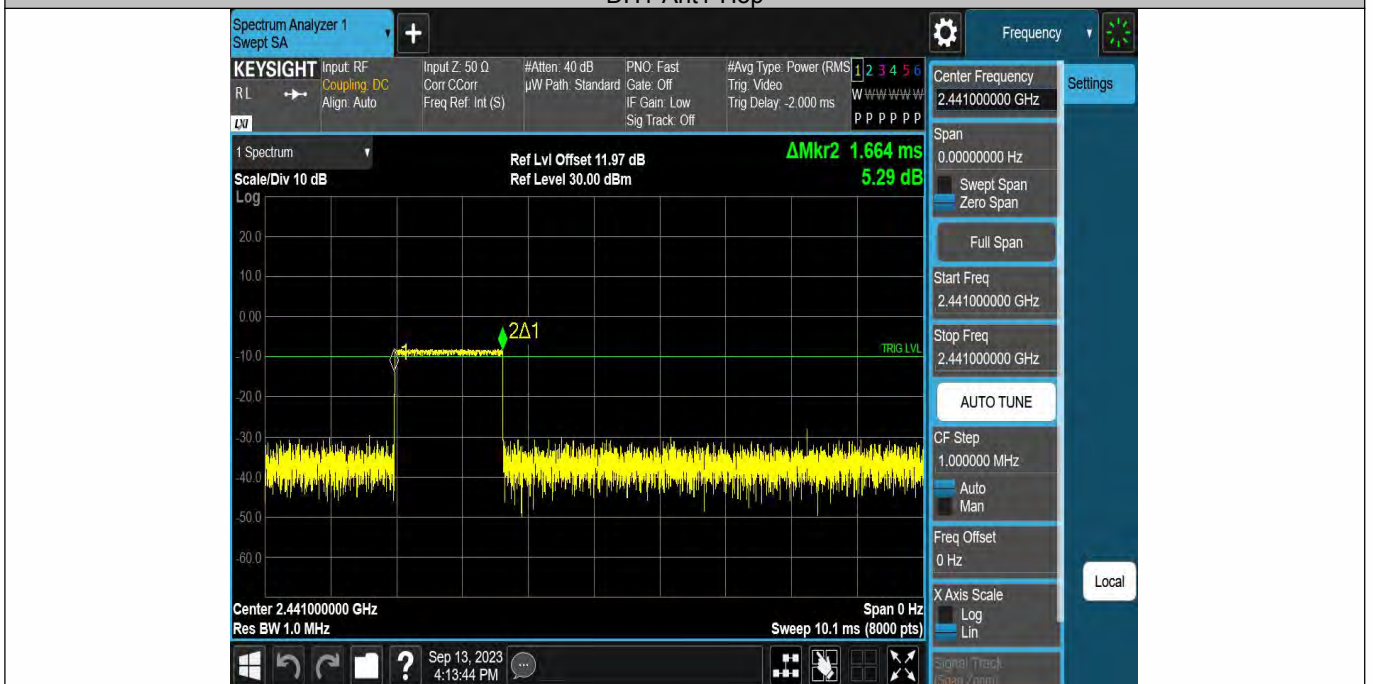 Spectrum Analyzer 1
Swept SA
+
Frequency
KEYSIGHT
RL
LXI
Input: RF
Coupling: DC
Align: Auto
Input Z: 50 Ω
Corr CCorr
Freq Ref: Int (S)
#Atten: 40 dB
µW Path: Standard
PNO: Fast
Gate: Off
IF Gain: Low
Sig Track: Off
#Avg Type: Power (RMS
Trig: Video
Trig Delay: -2.000 ms
1 2 3 4 5 6
W W W W W W
P P P P P P
1 Spectrum
Scale/Div 10 dB
Log
Ref Lvl Offset 11.97 dB
Ref Level 30.00 dBm
ΔMkr2 1.664 ms
5.29 dB
20.0
10.0
0.00
-10.0
-20.0
-30.0
-40.0
-50.0
-60.0
1
2Δ1
TRIG LVL
Center 2.441000000 GHz
Res BW 1.0 MHz
Span 0 Hz
Sweep 10.1 ms (8000 pts)
Center Frequency
2.441000000 GHz
Settings
Span
0.00000000 Hz
Swept Span
Zero Span
Full Span
Start Freq
2.441000000 GHz
Stop Freq
2.441000000 GHz
AUTO TUNE
CF Step
1.000000 MHz
Auto
Man
Freq Offset
0 Hz
X Axis Scale
Log
Lin
Local
Signal Track
(Span Zoom)
?
Sep 13, 2023
4:13:44 PM